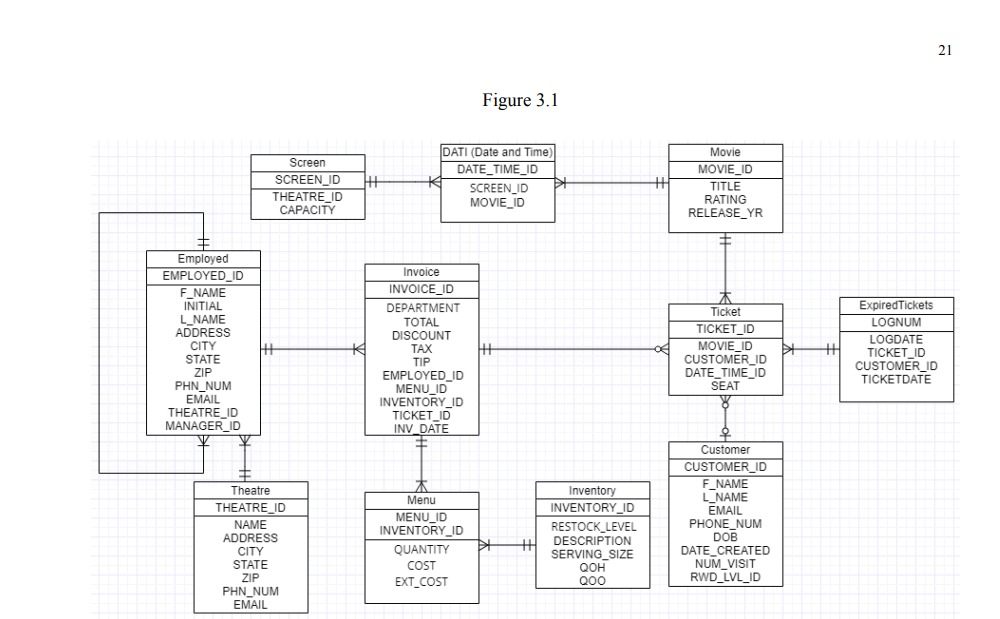 21
Figure 3.1
Screen
SCREEN_ID
THEATRE_ID
CAPACITY
DATI (Date and Time)
DATE_TIME_ID
SCREEN_ID
MOVIE_ID
Movie
MOVIE_ID
TITLE
RATING
RELEASE_YR
Employed
EMPLOYED_ID
F_NAME
INITIAL
L_NAME
ADDRESS
CITY
STATE
ZIP
PHN_NUM
EMAIL
THEATRE_ID
MANAGER_ID
Invoice
INVOICE_ID
DEPARTMENT
TOTAL
DISCOUNT
TAX
TIP
EMPLOYED_ID
MENU_ID
INVENTORY_ID
TICKET_ID
INV_DATE
Ticket
TICKET_ID
MOVIE_ID
CUSTOMER_ID
DATE_TIME_ID
SEAT
ExpiredTickets
LOGNUM
LOGDATE
TICKET_ID
CUSTOMER_ID
TICKETDATE
Theatre
THEATRE_ID
NAME
ADDRESS
CITY
STATE
ZIP
PHN_NUM
EMAIL
Menu
MENU_ID
INVENTORY_ID
QUANTITY
COST
EXT_COST
Inventory
INVENTORY_ID
RESTOCK_LEVEL
DESCRIPTION
SERVING_SIZE
QOH
QOO
Customer
CUSTOMER_ID
F_NAME
L_NAME
EMAIL
PHONE_NUM
DOB
DATE_CREATED
NUM_VISIT
RWD_LVL_ID